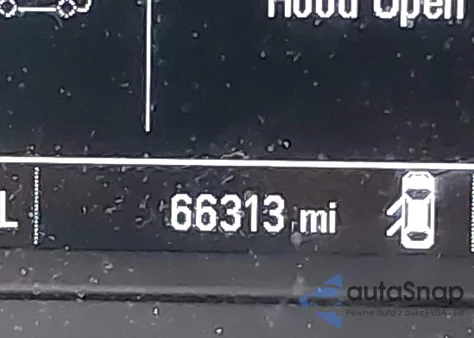 Hood Open
L
66313 mi
autaSnap